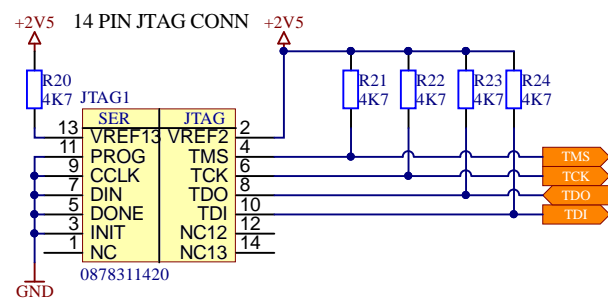 +2V5 14 PIN JTAG CONN +2V5
R20 4K7
R21 4K7
R22 4K7
R23 4K7
R24 4K7
JTAG1
SER JTAG
13 VREF13 VREF2 2
11 PROG TMS 4 TMS
9 CCLK TCK 6 TCK
7 DIN TDO 8 TDO
5 DONE TDI 10 TDI
3 INIT NC12 12
1 NC NC13 14
0878311420
GND